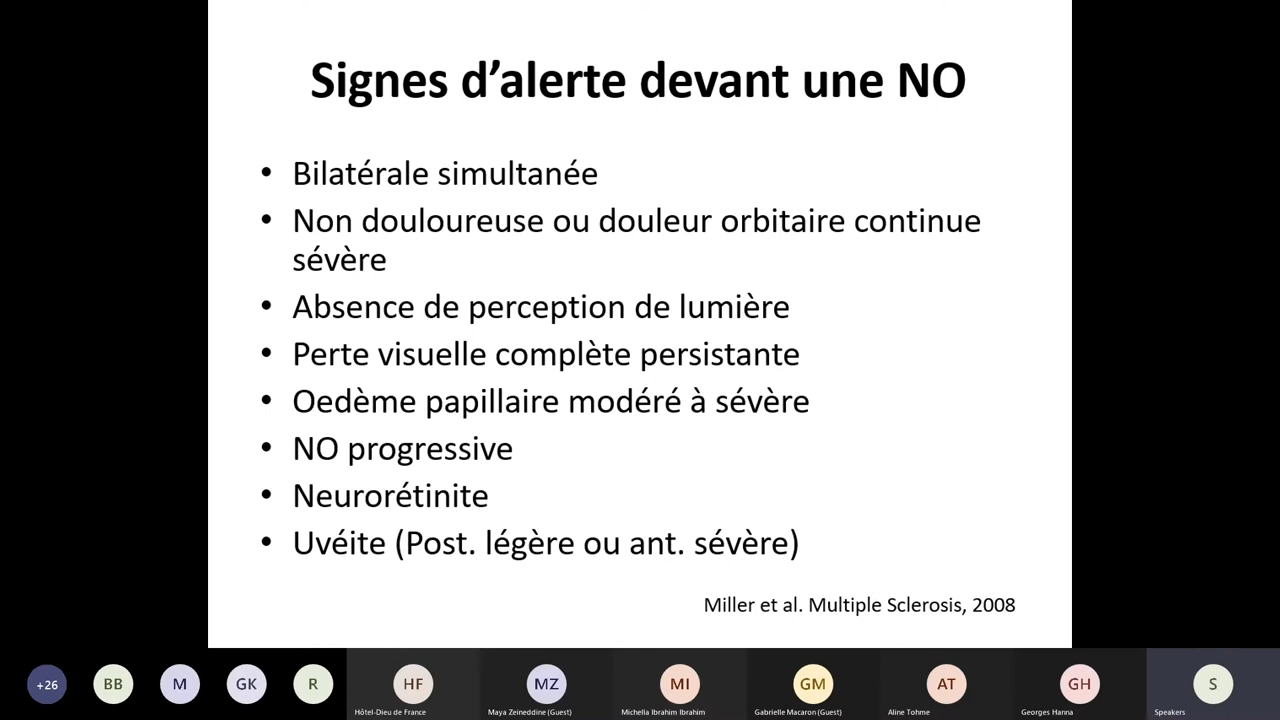 Signes d’alerte devant une NO
• Bilatérale simultanée
• Non douloureuse ou douleur orbitaire continue
sévère
• Absence de perception de lumière
• Perte visuelle complète persistante
• Oedème papillaire modéré à sévère
• NO progressive
• Neurorétinite
• Uvéite (Post. légère ou ant. sévère)
Miller et al. Multiple Sclerosis, 2008
+26 BB M GK R HF MZ MI GM AT GH S
Hôtel-Dieu de France Maya Zeineddine (Guest) Michella Ibrahim Ibrahim Gabrielle Macaron (Guest) Aline Tohme Georges Hanna Speakers